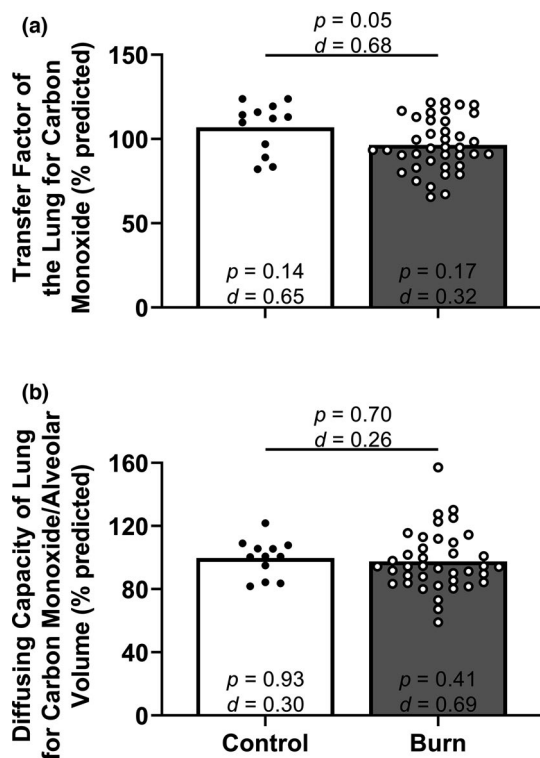 (a)
Transfer Factor of
the Lung for Carbon
Monoxide (% predicted)
150
100
50
0
p = 0.05
d = 0.68
p = 0.14
d = 0.65
p = 0.17
d = 0.32
(b)
Diffusing Capacity of Lung
for Carbon Monoxide/Alveolar
Volume (% predicted)
160
120
80
40
0
p = 0.70
d = 0.26
p = 0.93
d = 0.30
p = 0.41
d = 0.69
Control
Burn